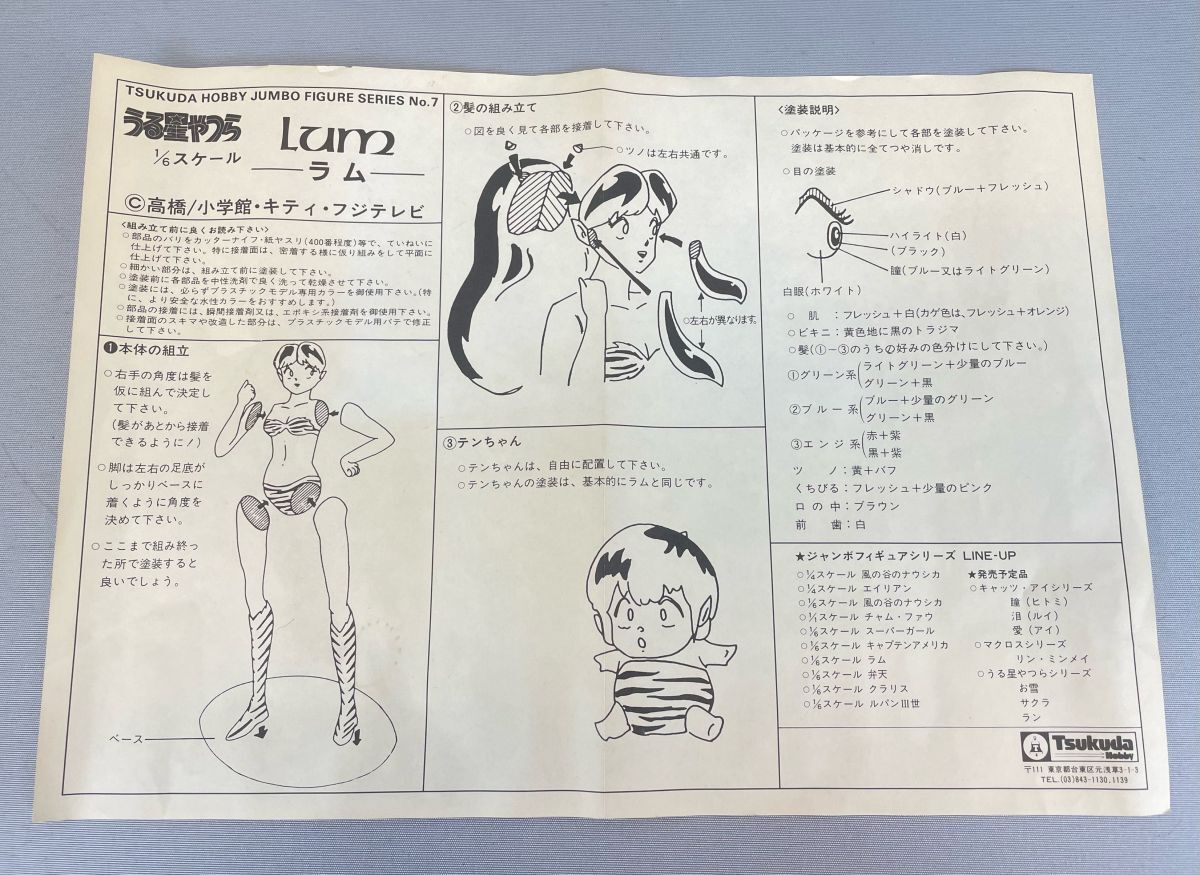 TSUKUDA HOBBY JUMBO FIGURE SERIES No.7
うる星やつら
1/6スケール
Lum
ラム
©高橋/小学館・キティ・フジテレビ
<組み立て前に良くお読み下さい>
○部品のバリをカッターナイフ・紙ヤスリ(400番程度)等で、ていねいに
仕上げて下さい。特に接着面は、密着する様に仮り組みをして平面に
仕上げて下さい。
○細かい部分は、組み立て前に塗装して下さい。
○塗装前に各部品を中性洗剤で良く洗って乾燥させて下さい。
○塗装には、必らずプラスチックモデル専用カラーを御使用下さい。(特
に、より安全な水性カラーをおすすめします。)
○部品の接着には、瞬間接着剤又は、エポキシ系接着剤を御使用下さい。
○接着面のスキマや改造した部分は、プラスチックモデル用パテで修正
して下さい。
❶本体の組立
○右手の角度は髪を
仮に組んで決定し
て下さい。
(髪があとから接着
できるように!)
○脚は左右の足底が
しっかりベースに
着くように角度を
決めて下さい。
○ここまで組み終っ
た所で塗装すると
良いでしょう。
ベース
②髪の組み立て
○図を良く見て各部を接着して下さい。
○ツノは左右共通です。
○左右が異なります。
③テンちゃん
○テンちゃんは、自由に配置して下さい。
○テンちゃんの塗装は、基本的にラムと同じです。
<塗装説明>
○パッケージを参考にして各部を塗装して下さい。
塗装は基本的に全てつや消しです。
○目の塗装
シャドウ(ブルー+フレッシュ)
ハイライト(白)
(ブラック)
瞳(ブルー又はライトグリーン)
白眼(ホワイト)
○ 肌 :フレッシュ+白(カゲ色は、フレッシュ+オレンジ)
○ビキニ:黄色地に黒のトラジマ
○髪(①−③のうちの好みの色分けにして下さい。)
①グリーン系(ライトグリーン+少量のブルー
グリーン+黒
②ブルー系(ブルー+少量のグリーン
グリーン+黒
③エンジ系(赤+紫
黒+紫
ツ ノ:黄+バフ
くちびる:フレッシュ+少量のピンク
口の中:ブラウン
前 歯:白
★ジャンボフィギュアシリーズ LINE-UP
○1/6スケール 風の谷のナウシカ
○1/4スケール エイリアン
○1/6スケール 風の谷のナウシカ
○1/1スケール チャム・ファウ
○1/6スケール スーパーガール
○1/6スケール キャプテンアメリカ
○1/6スケール ラム
○1/6スケール 弁天
○1/6スケール クラリス
○1/6スケール ルパンIII世
★発売予定品
○キャッツ・アイシリーズ
瞳(ヒトミ)
泪(ルイ)
愛(アイ)
○マクロスシリーズ
リン・ミンメイ
○うる星やつらシリーズ
お雪
サクラ
ラン
Tsukuda
Hobby
〒111 東京都台東区元浅草3-1-3
TEL.(03)843-1130,1139